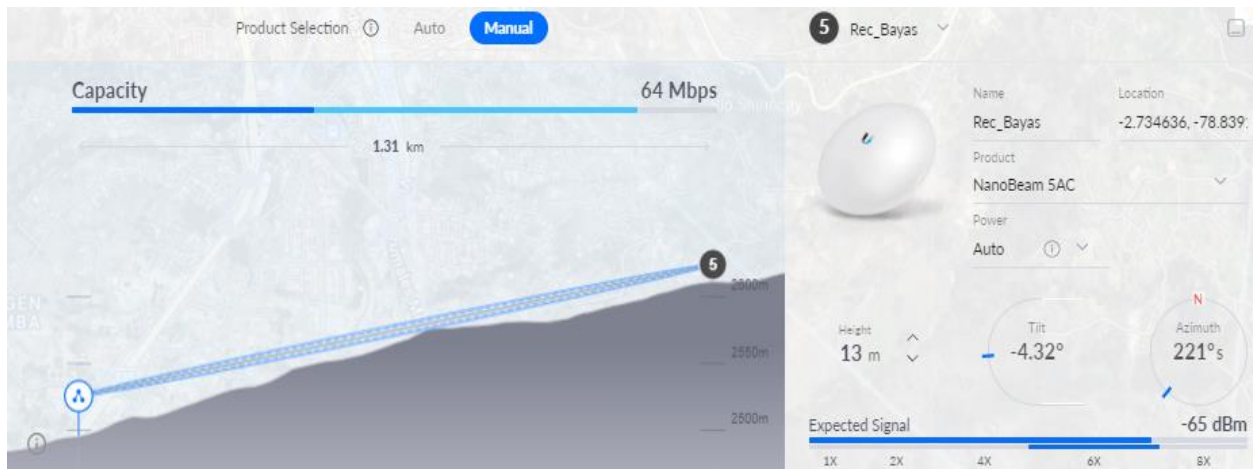 Product Selection Auto Manual
5 Rec_Bayas
Capacity 64 Mbps
1.31 km
5
2600m
2550m
2500m
GEN
MBA
Name Location
Rec_Bayas -2.734636, -78.839
Product
NanoBeam 5AC
Power
Auto
Height
13 m
Tilt
-4.32°
N
Azimuth
221° s
Expected Signal -65 dBm
1X 2X 4X 6X 8X